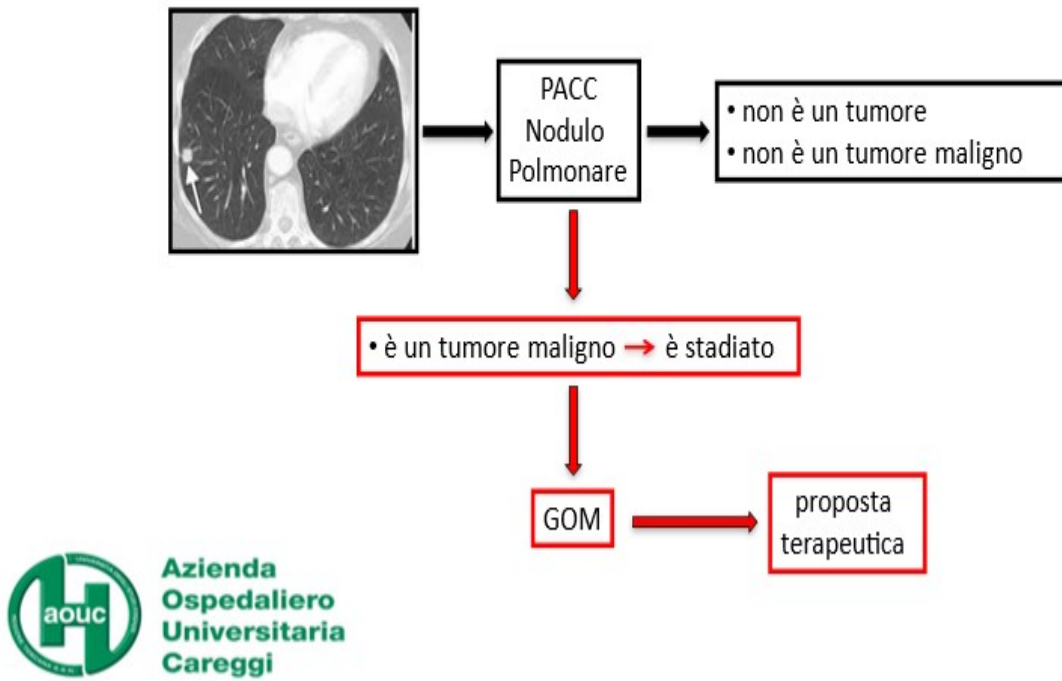 PACC
Nodulo
Polmonare
• non è un tumore
• non è un tumore maligno
• è un tumore maligno → è stadiato
GOM
proposta
terapeutica
aouc
Azienda
Ospedaliero
Universitaria
Careggi